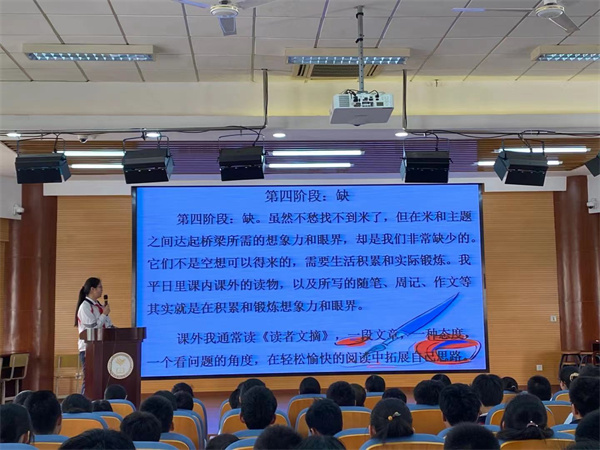 第四阶段：缺
第四阶段：缺。虽然不愁找不到米了，但在米和主题
之间达起桥梁所需的想象力和眼界，却是我们非常缺少的。
它们不是空想可以得来的，需要生活积累和实际锻炼。我
平日里课内课外的读物，以及所写的随笔、周记、作文等
其实就是在积累和锻炼想象力和眼界。
课外我通常读《读者文摘》，一段文章，一种态度，
一个看问题的角度，在轻松愉快的阅读中拓展自己思路。